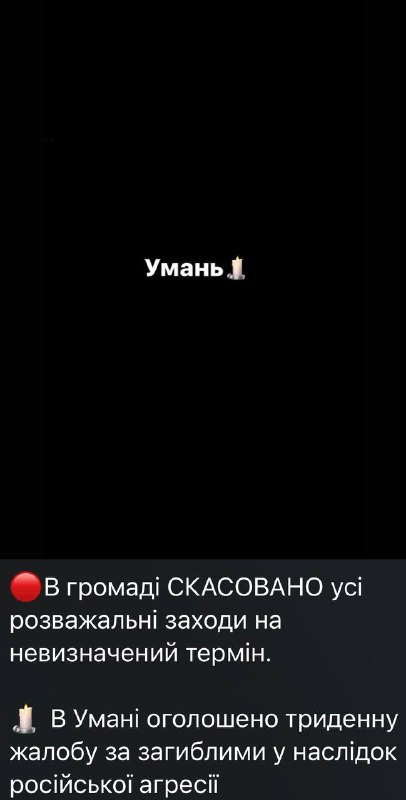 Умань🕯️
🔴В громаді СКАСОВАНО усі
розважальні заходи на
невизначений термін.
🕯️ В Умані оголошено триденну
жалобу за загиблими у наслідок
російської агресії